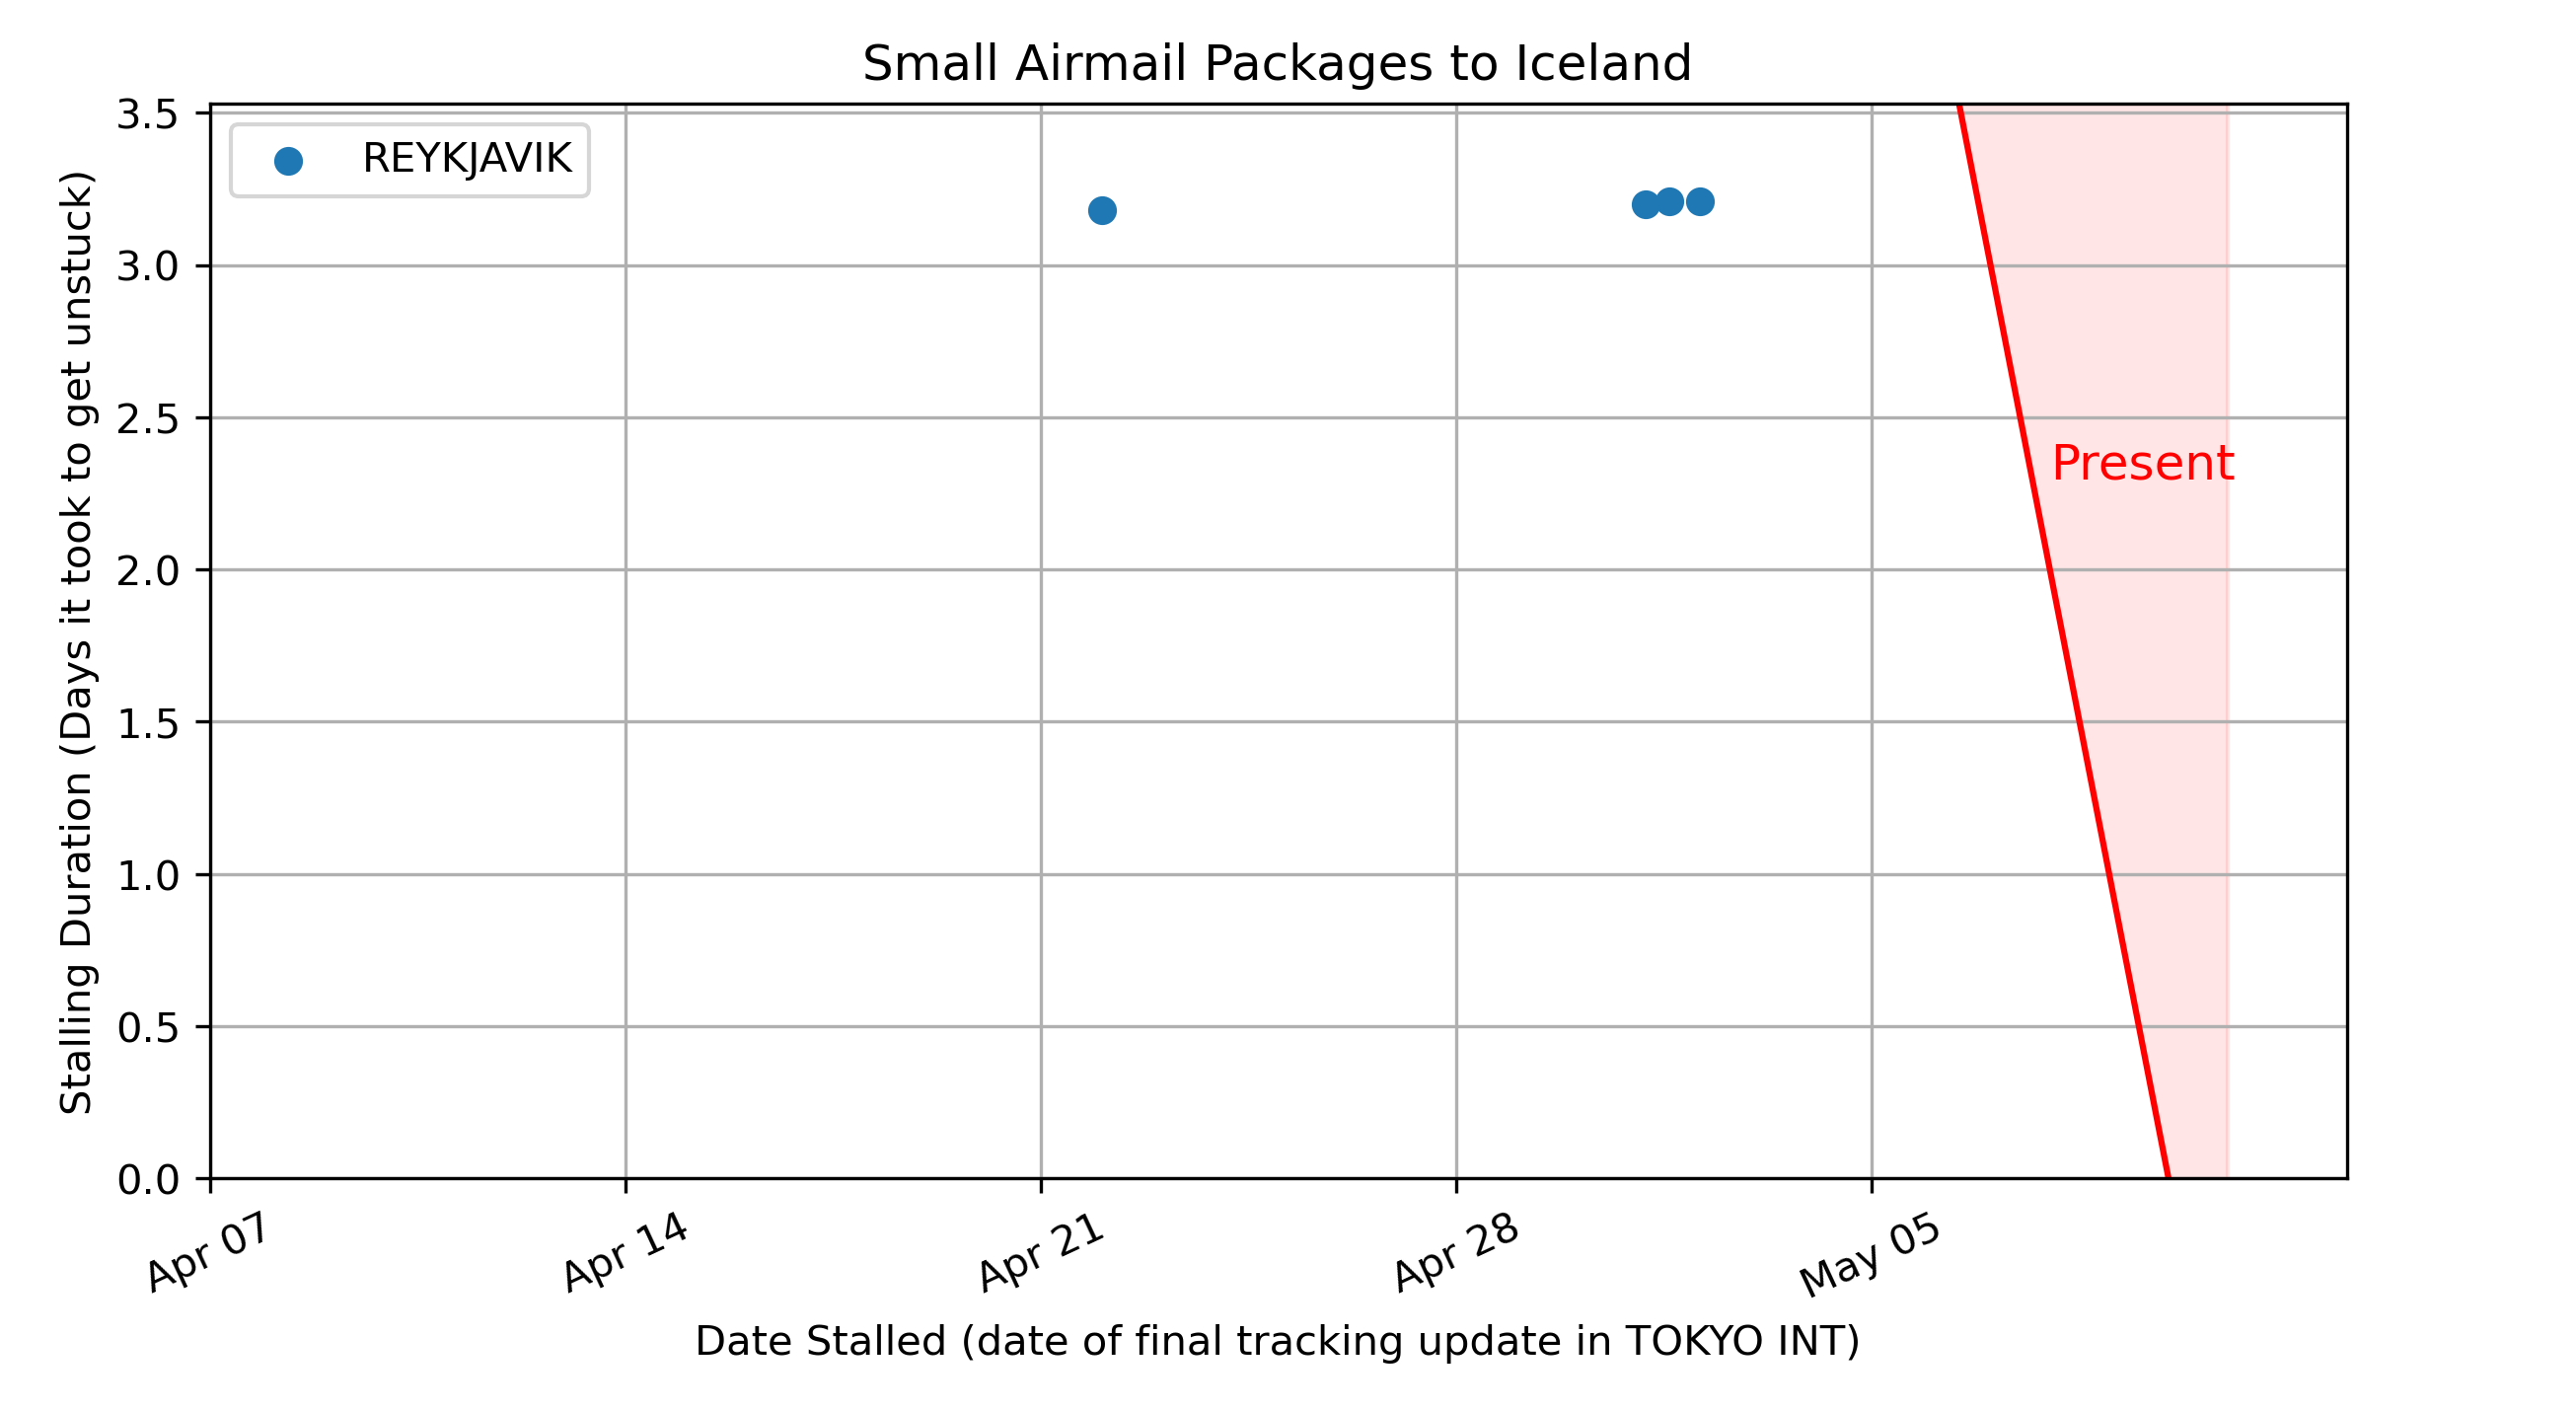 Small Airmail Packages to Iceland
REYKJAVIK
Present
Stalling Duration (Days it took to get unstuck)
3.5
3.0
2.5
2.0
1.5
1.0
0.5
0.0
Apr 07
Apr 14
Apr 21
Apr 28
May 05
Date Stalled (date of final tracking update in TOKYO INT)